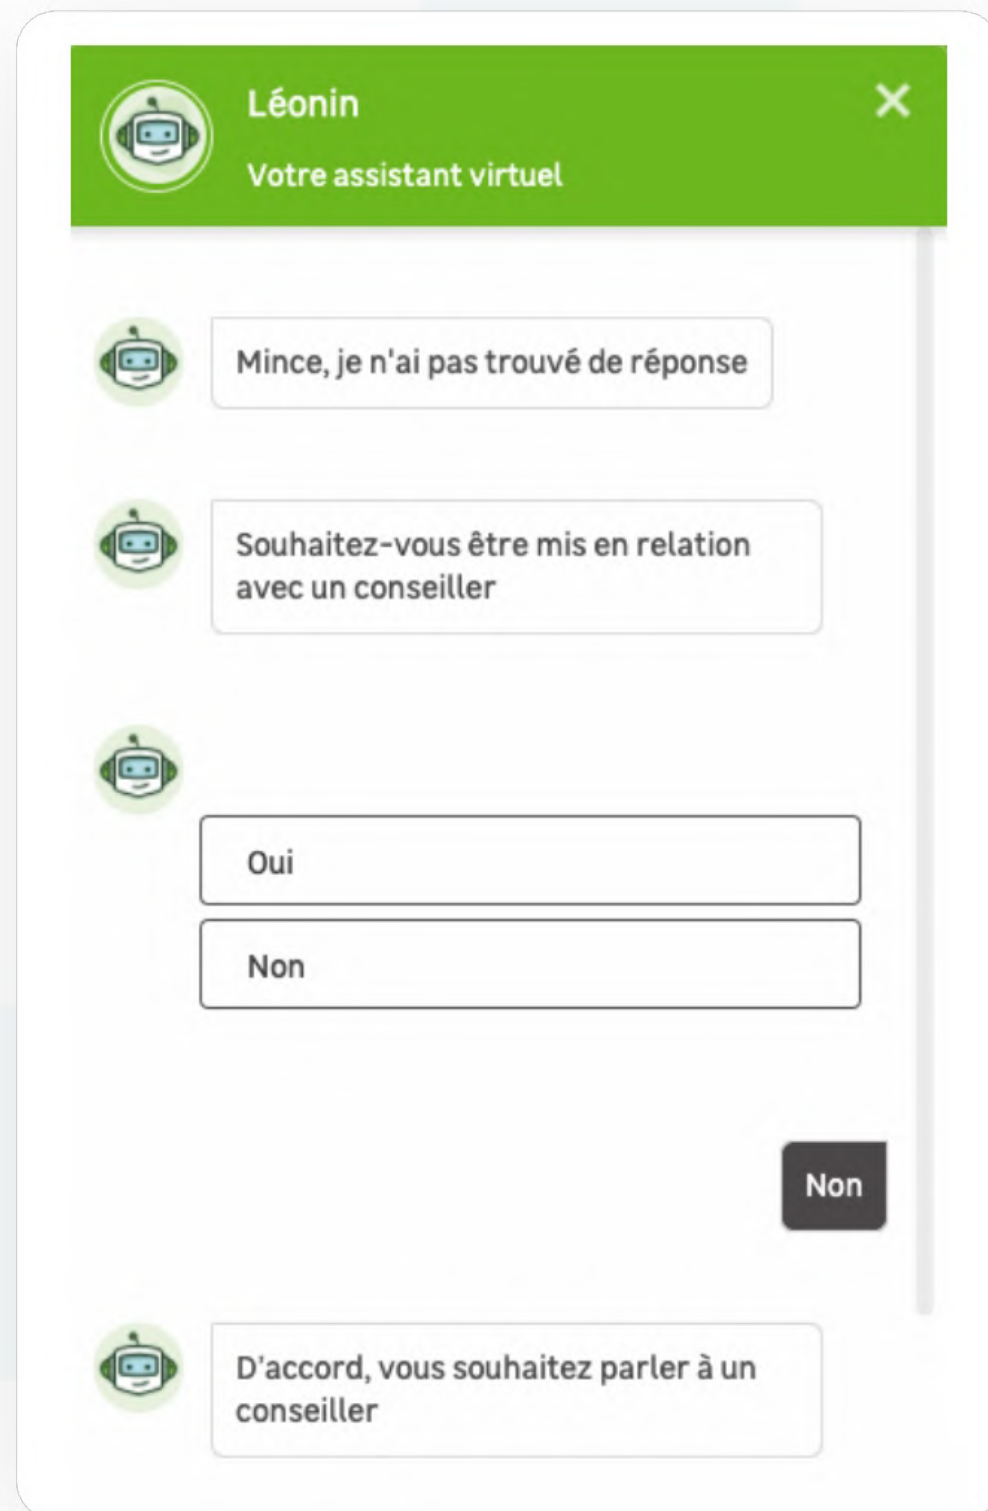 Léonin
Votre assistant virtuel
Mince, je n'ai pas trouvé de réponse
Souhaitez-vous être mis en relation
avec un conseiller
Oui
Non
Non
D'accord, vous souhaitez parler à un
conseiller